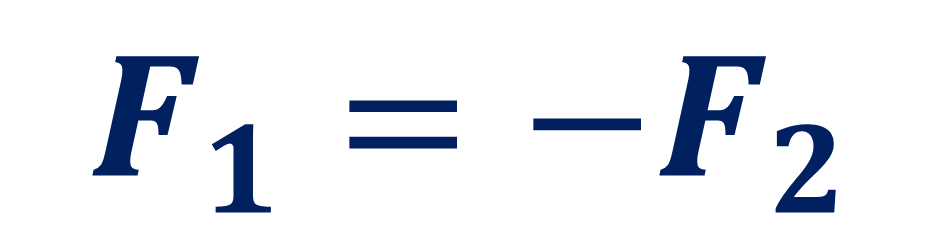 F₁ = −F₂